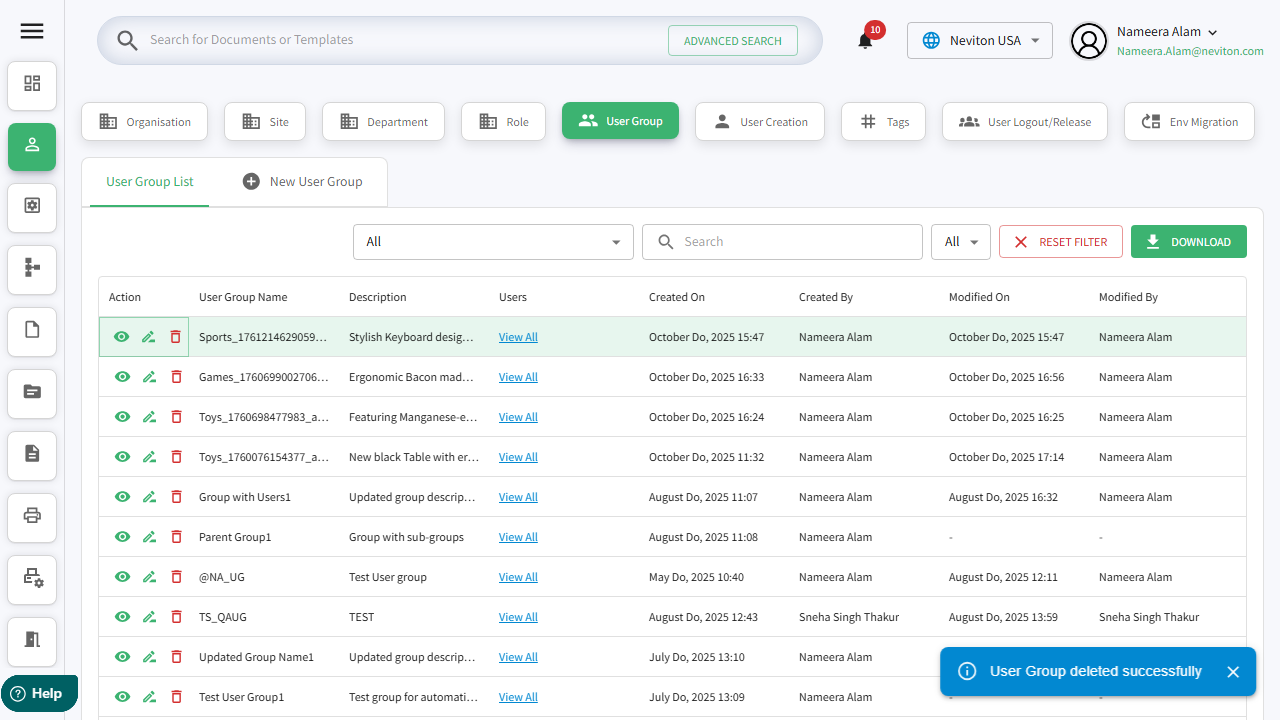 Search for Documents or Templates
ADVANCED SEARCH
10
Neviton USA
Nameera Alam
Nameera.Alam@neviton.com
Organisation
Site
Department
Role
User Group
User Creation
Tags
User Logout/Release
Env Migration
User Group List
New User Group
All
Search
All
RESET FILTER
DOWNLOAD
Action User Group Name Description Users Created On Created By Modified On Modified By
Sports_1761214629059... Stylish Keyboard desig... View All October Do, 2025 15:47 Nameera Alam October Do, 2025 15:47 Nameera Alam
Games_1760699002706... Ergonomic Bacon mad... View All October Do, 2025 16:33 Nameera Alam October Do, 2025 16:56 Nameera Alam
Toys_1760698477983_a... Featuring Manganese-e... View All October Do, 2025 16:24 Nameera Alam October Do, 2025 16:25 Nameera Alam
Toys_1760076154377_a... New black Table with er... View All October Do, 2025 11:32 Nameera Alam October Do, 2025 17:14 Nameera Alam
Group with Users1 Updated group descrip... View All August Do, 2025 11:07 Nameera Alam August Do, 2025 16:32 Nameera Alam
Parent Group1 Group with sub-groups View All August Do, 2025 11:08 Nameera Alam - -
@NA_UG Test User group View All May Do, 2025 10:40 Nameera Alam August Do, 2025 12:11 Nameera Alam
TS_QAUG TEST View All August Do, 2025 12:43 Sneha Singh Thakur August Do, 2025 13:59 Sneha Singh Thakur
Updated Group Name1 Updated group descrip... View All July Do, 2025 13:10 Nameera Alam
Test User Group1 Test group for automati... View All July Do, 2025 13:09 Nameera Alam - -
User Group deleted successfully
Help